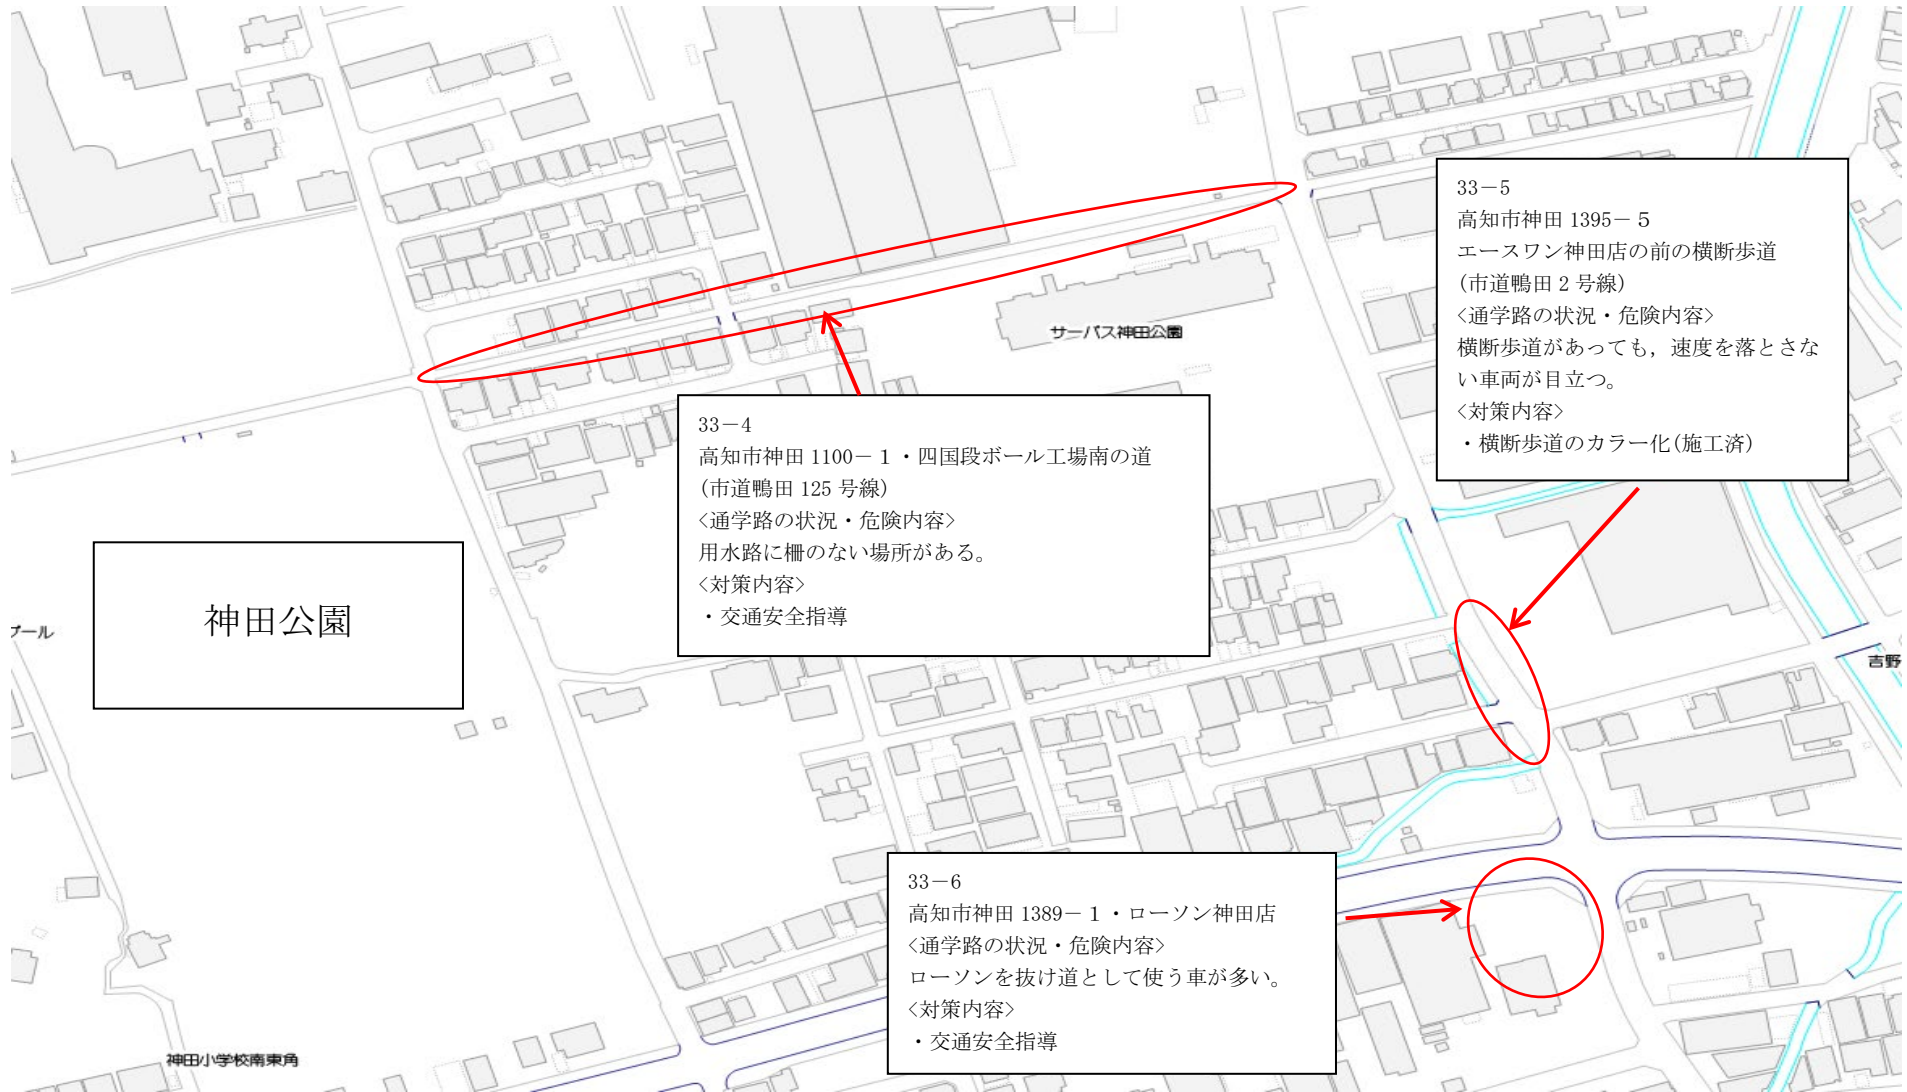 33－5
高知市神田 1395－５
エースワン神田店の前の横断歩道
(市道鴨田 2 号線)
<通学路の状況・危険内容>
横断歩道があっても，速度を落とさな
い車両が目立つ。
<対策内容>
・横断歩道のカラー化(施工済)
サーパス神田公園
33－4
高知市神田 1100－１・四国段ボール工場南の道
(市道鴨田 125 号線)
<通学路の状況・危険内容>
用水路に柵のない場所がある。
<対策内容>
・交通安全指導
神田公園
プール
吉野
33－6
高知市神田 1389－１・ローソン神田店
<通学路の状況・危険内容>
ローソンを抜け道として使う車が多い。
<対策内容>
・交通安全指導
神田小学校南東角